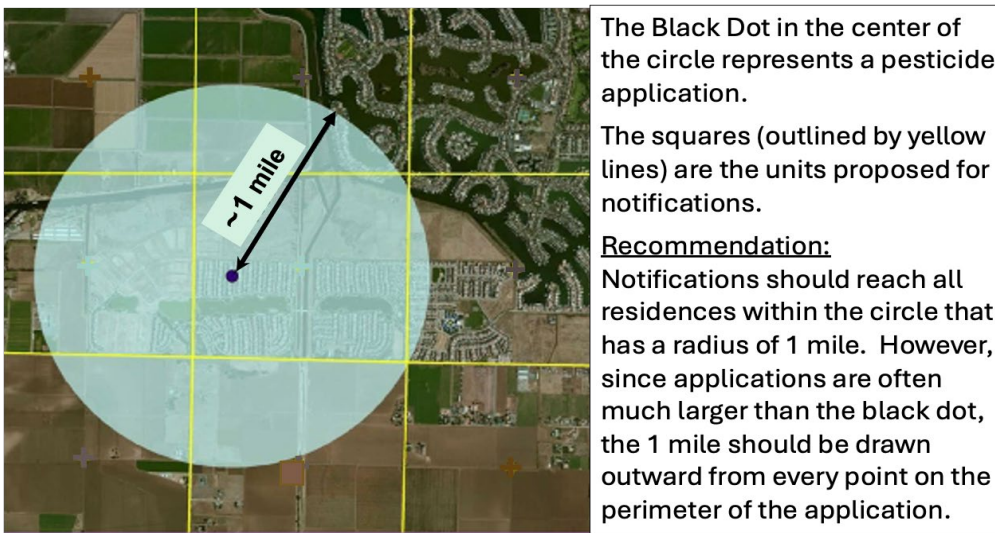 ~1 mile
The Black Dot in the center of
the circle represents a pesticide
application.
The squares (outlined by yellow
lines) are the units proposed for
notifications.
Recommendation:
Notifications should reach all
residences within the circle that
has a radius of 1 mile.  However,
since applications are often
much larger than the black dot,
the 1 mile should be drawn
outward from every point on the
perimeter of the application.